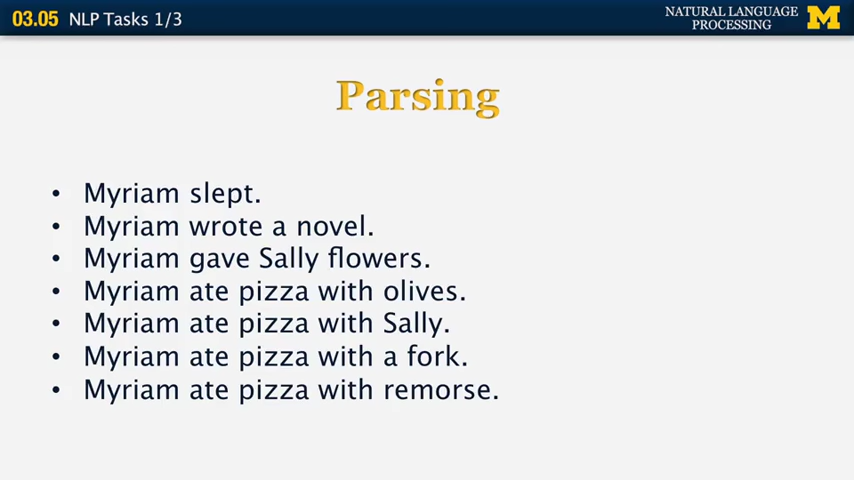 03.05 NLP Tasks 1/3
NATURAL LANGUAGE
PROCESSING
M
Parsing
• Myriam slept.
• Myriam wrote a novel.
• Myriam gave Sally flowers.
• Myriam ate pizza with olives.
• Myriam ate pizza with Sally.
• Myriam ate pizza with a fork.
• Myriam ate pizza with remorse.